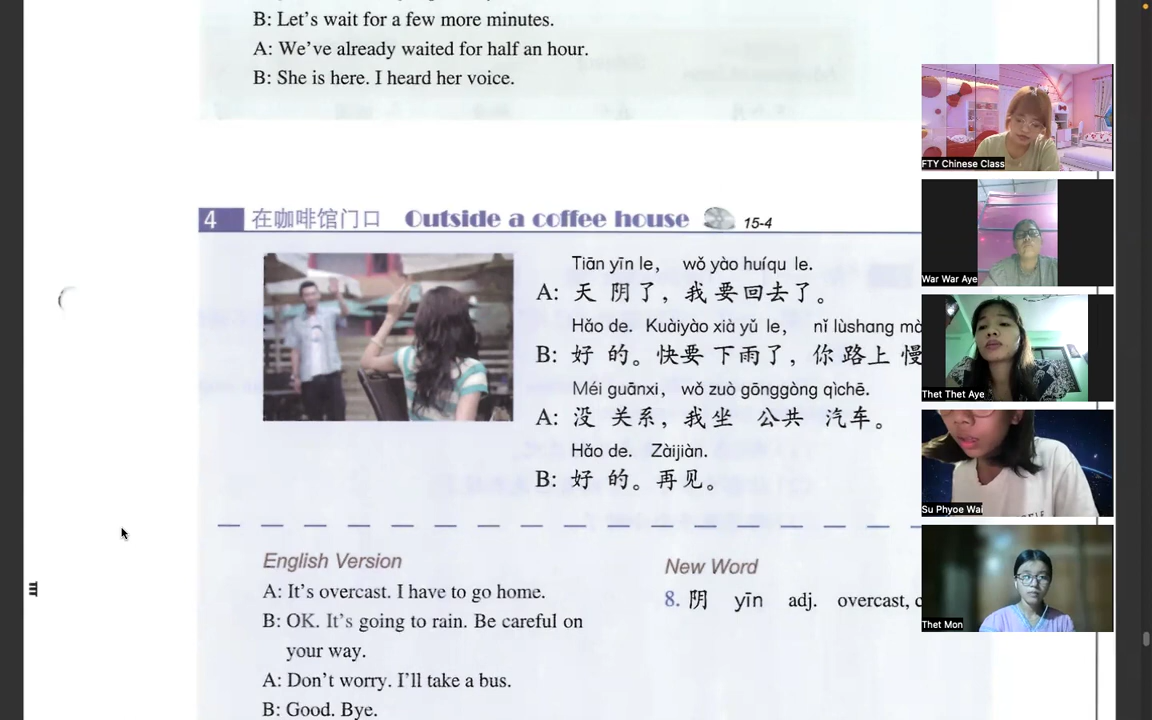 B: Let's wait for a few more minutes.
A: We've already waited for half an hour.
B: She is here. I heard her voice.
4 在咖啡馆门口 Outside a coffee house 15-4
Tiān yīn le, wǒ yào huíqu le.
A: 天 阴了，我 要回去了。
Hǎo de. Kuàiyào xià yǔ le, nǐ lùshang mà
B: 好 的。快要 下雨了，你 路上 慢
Méi guānxi, wǒ zuò gōnggòng qìchē.
A: 没 关系，我 坐 公共 汽车。
Hǎo de. Zàijiàn.
B: 好 的。再见。
English Version
A: It's overcast. I have to go home.
B: OK. It's going to rain. Be careful on
your way.
A: Don't worry. I'll take a bus.
B: Good. Bye.
New Word
8. 阴 yīn adj. overcast, c
FTY Chinese Class
War War Aye
Thet Thet Aye
Su Phyoe Wai
Thet Mon